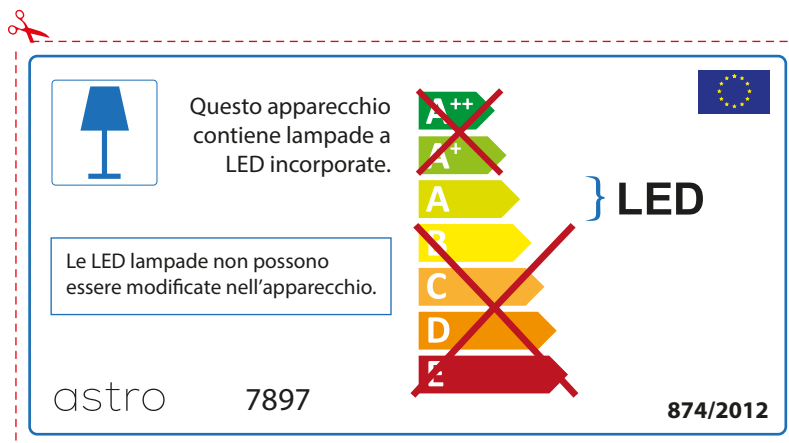 Questo apparecchio
contiene lampade a
LED incorporate.
Le LED lampade non possono
essere modificate nell'apparecchio.
A++
A+
A
B
C
D
E
LED
astro
7897
874/2012